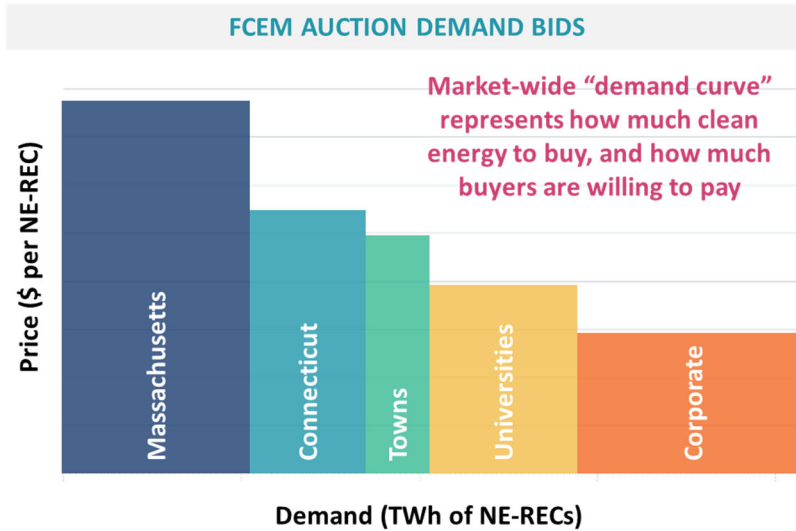 FCEM AUCTION DEMAND BIDS
Market-wide “demand curve”
represents how much clean
energy to buy, and how much
buyers are willing to pay
Price ($ per NE-REC)
Massachusetts
Connecticut
Towns
Universities
Corporate
Demand (TWh of NE-RECs)